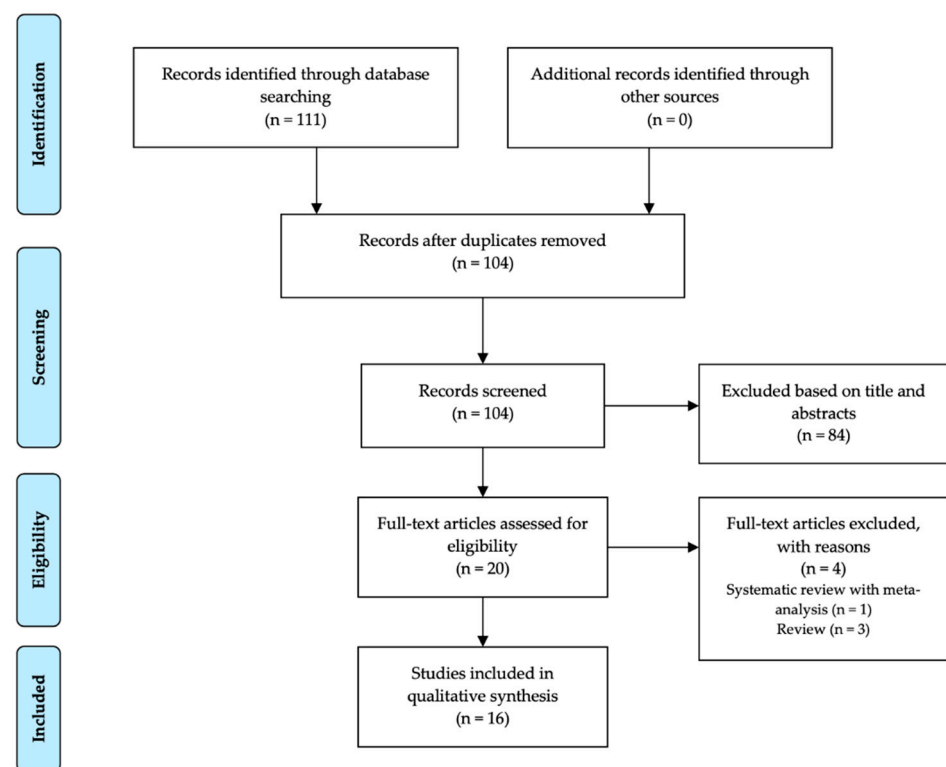 Identification
Records identified through database
searching
(n = 111)
Additional records identified through
other sources
(n = 0)
Records after duplicates removed
(n = 104)
Screening
Records screened
(n = 104)
Excluded based on title and
abstracts
(n = 84)
Eligibility
Full-text articles assessed for
eligibility
(n = 20)
Full-text articles excluded,
with reasons
(n = 4)
Systematic review with meta-
analysis (n = 1)
Review (n = 3)
Included
Studies included in
qualitative synthesis
(n = 16)